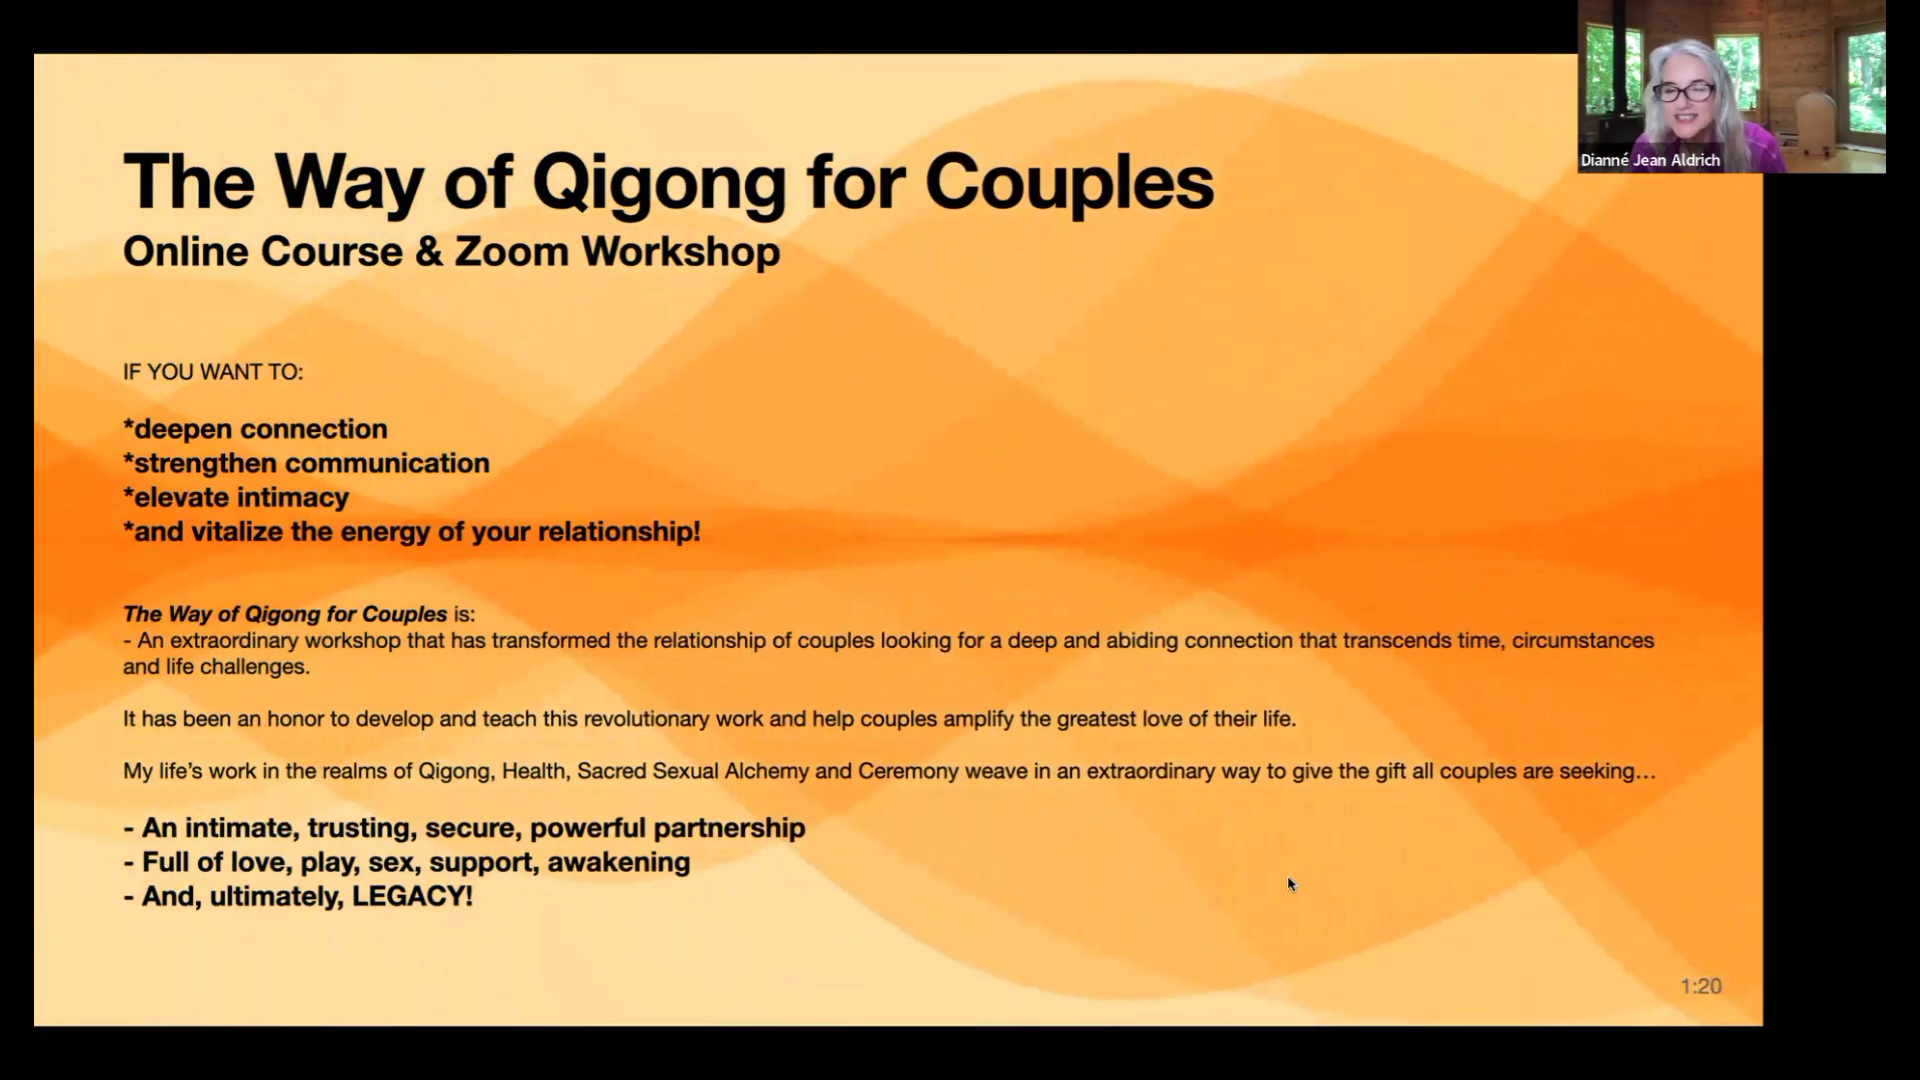 The Way of Qigong for Couples
Online Course & Zoom Workshop
IF YOU WANT TO:
*deepen connection
*strengthen communication
*elevate intimacy
*and vitalize the energy of your relationship!
The Way of Qigong for Couples is:
- An extraordinary workshop that has transformed the relationship of couples looking for a deep and abiding connection that transcends time, circumstances
and life challenges.
It has been an honor to develop and teach this revolutionary work and help couples amplify the greatest love of their life.
My life’s work in the realms of Qigong, Health, Sacred Sexual Alchemy and Ceremony weave in an extraordinary way to give the gift all couples are seeking…
- An intimate, trusting, secure, powerful partnership
- Full of love, play, sex, support, awakening
- And, ultimately, LEGACY!
1:20
Dianné Jean Aldrich